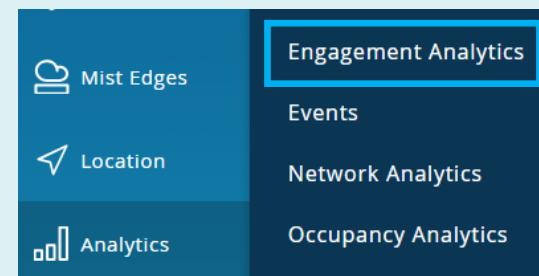 Mist Edges
Location
Analytics
Engagement Analytics
Events
Network Analytics
Occupancy Analytics